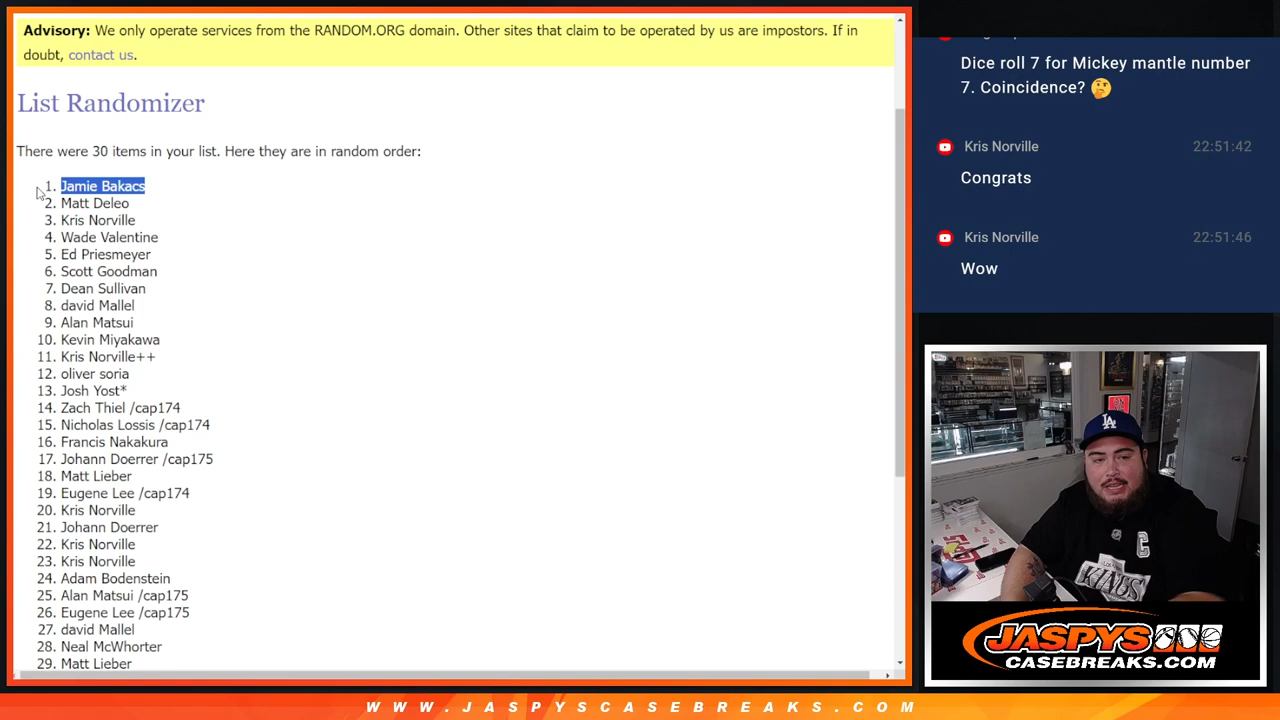 Advisory: We only operate services from the RANDOM.ORG domain. Other sites that claim to be operated by us are impostors. If in
doubt, contact us.
List Randomizer
There were 30 items in your list. Here they are in random order:
1. Jamie Bakacs
2. Matt Deleo
3. Kris Norville
4. Wade Valentine
5. Ed Priesmeyer
6. Scott Goodman
7. Dean Sullivan
8. david Mallel
9. Alan Matsui
10. Kevin Miyakawa
11. Kris Norville++
12. oliver soria
13. Josh Yost*
14. Zach Thiel /cap174
15. Nicholas Lossis /cap174
16. Francis Nakakura
17. Johann Doerrer /cap175
18. Matt Lieber
19. Eugene Lee /cap174
20. Kris Norville
21. Johann Doerrer
22. Kris Norville
23. Kris Norville
24. Adam Bodenstein
25. Alan Matsui /cap175
26. Eugene Lee /cap175
27. david Mallel
28. Neal McWhorter
29. Matt Lieber
Dice roll 7 for Mickey mantle number
7. Coincidence? 🤔
Kris Norville 22:51:42
Congrats
Kris Norville 22:51:46
Wow
LA
C
KINGS
JASPYS
CASEBREAKS.COM
WWW.JASPYSCASEBREAKS.COM